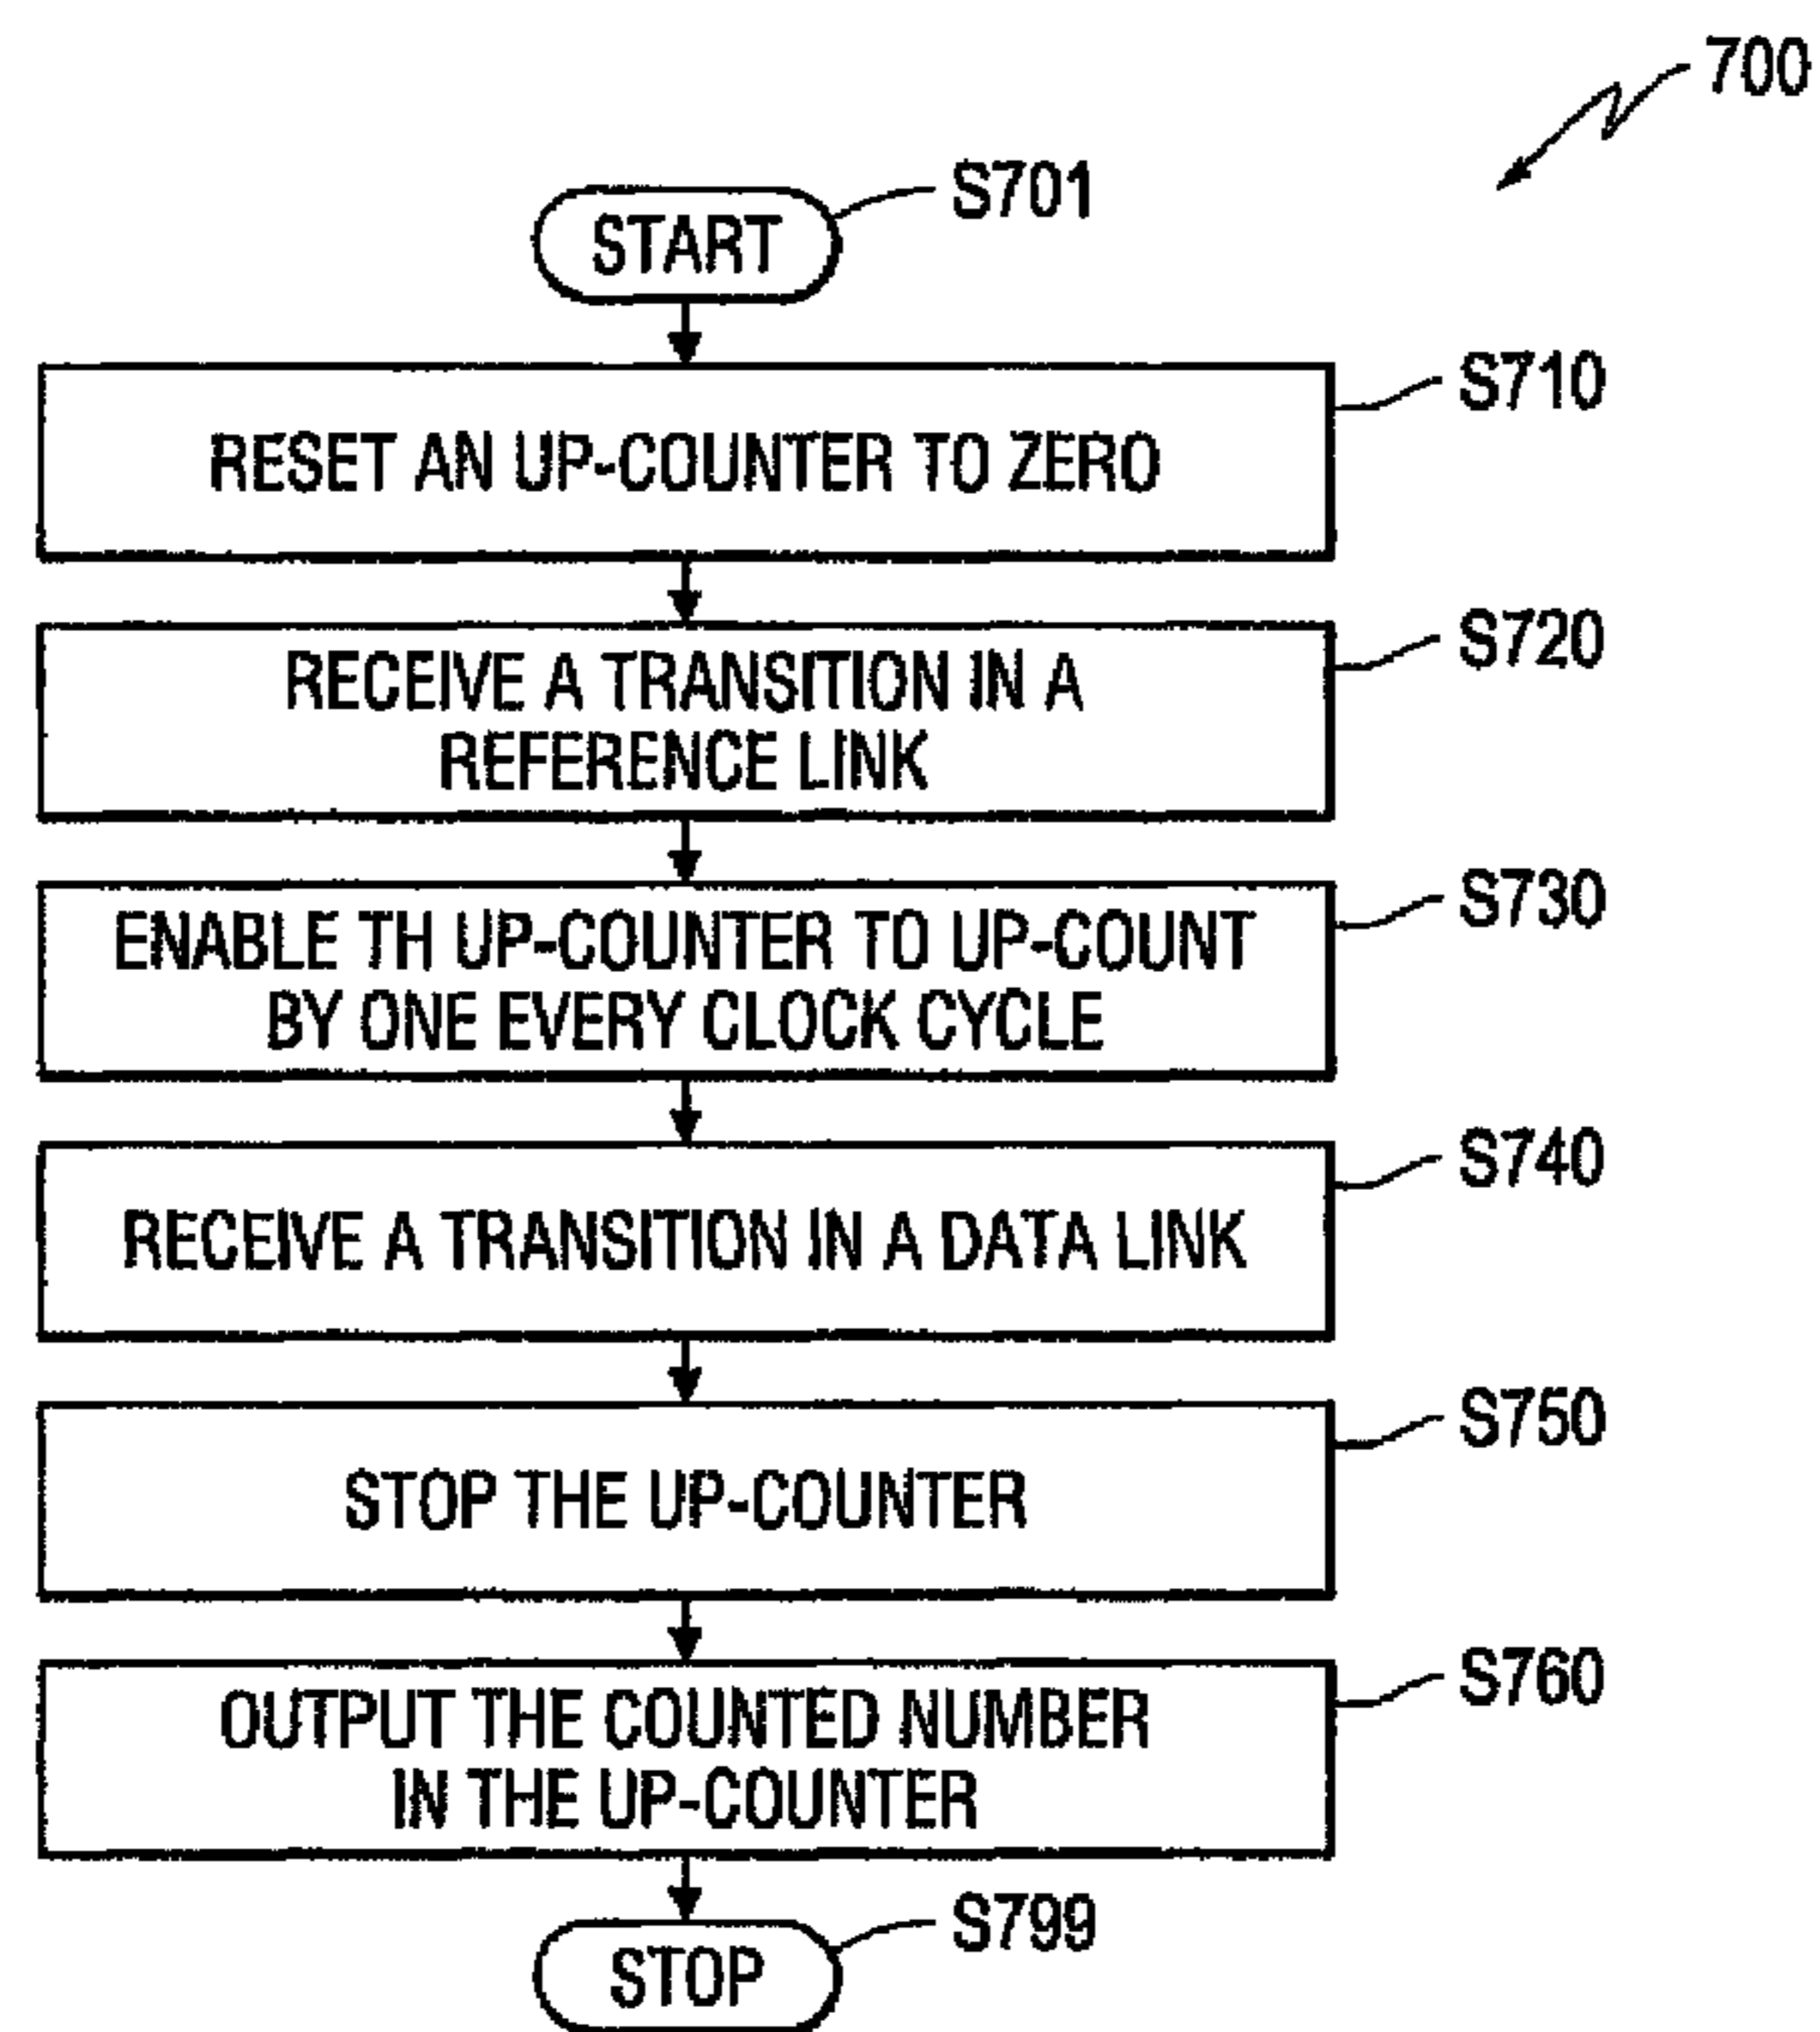 700
S701
START
S710
RESET AN UP-COUNTER TO ZERO
S720
RECEIVE A TRANSITION IN A
REFERENCE LINK
S730
ENABLE TH UP-COUNTER TO UP-COUNT
BY ONE EVERY CLOCK CYCLE
S740
RECEIVE A TRANSITION IN A DATA LINK
S750
STOP THE UP-COUNTER
S760
OUTPUT THE COUNTED NUMBER
IN THE UP-COUNTER
S799
STOP